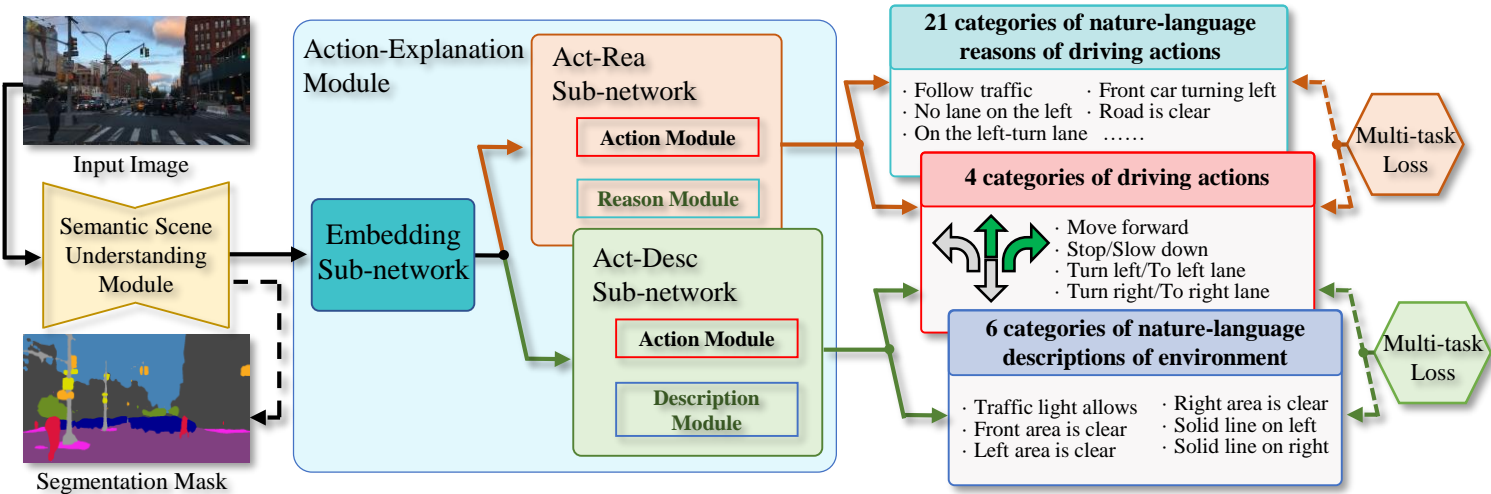 Input Image
Semantic Scene
Understanding
Module
Segmentation Mask
Action-Explanation
Module
Embedding
Sub-network
Act-Rea
Sub-network
Action Module
Reason Module
Act-Desc
Sub-network
Action Module
Description
Module
21 categories of nature-language
reasons of driving actions
· Follow traffic
· No lane on the left
· On the left-turn lane
· Front car turning left
· Road is clear
……
4 categories of driving actions
· Move forward
· Stop/Slow down
· Turn left/To left lane
· Turn right/To right lane
6 categories of nature-language
descriptions of environment
· Traffic light allows
· Front area is clear
· Left area is clear
· Right area is clear
· Solid line on left
· Solid line on right
Multi-task
Loss
Multi-task
Loss